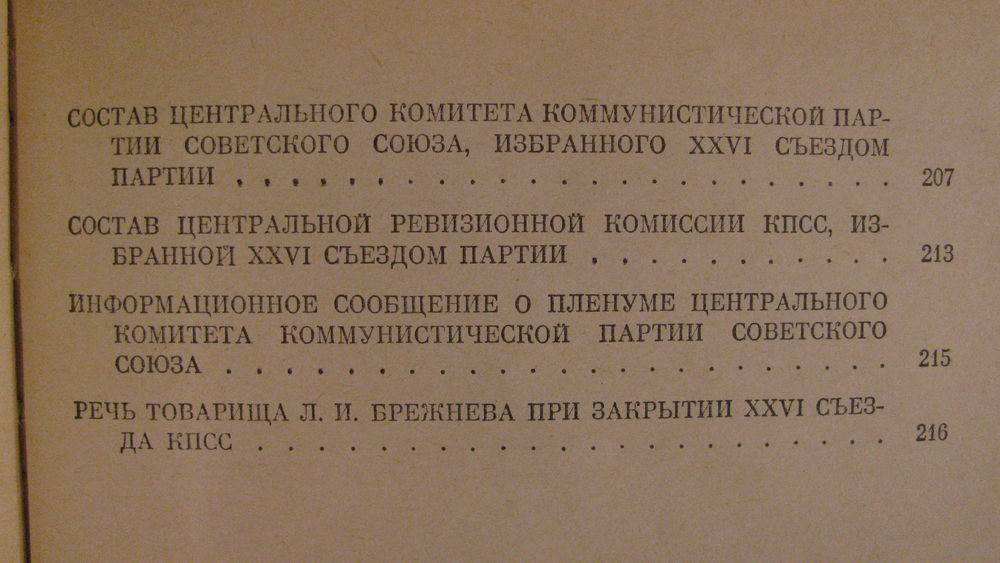 СОСТАВ ЦЕНТРАЛЬНОГО КОМИТЕТА КОММУНИСТИЧЕСКОЙ ПАР-
ТИИ СОВЕТСКОГО СОЮЗА, ИЗБРАННОГО XXVI СЪЕЗДОМ
ПАРТИИ . . . . . . . . . . . . . . . . . . . . . . . . 207
СОСТАВ ЦЕНТРАЛЬНОЙ РЕВИЗИОННОЙ КОМИССИИ КПСС, ИЗ-
БРАННОЙ XXVI СЪЕЗДОМ ПАРТИИ . . . . . . . . . . . 213
ИНФОРМАЦИОННОЕ СООБЩЕНИЕ О ПЛЕНУМЕ ЦЕНТРАЛЬНОГО
КОМИТЕТА КОММУНИСТИЧЕСКОЙ ПАРТИИ СОВЕТСКОГО
СОЮЗА . . . . . . . . . . . . . . . . . . . . . . . . 215
РЕЧЬ ТОВАРИЩА Л. И. БРЕЖНЕВА ПРИ ЗАКРЫТИИ XXVI СЪЕЗ-
ДА КПСС . . . . . . . . . . . . . . . . . . . . . . . 216